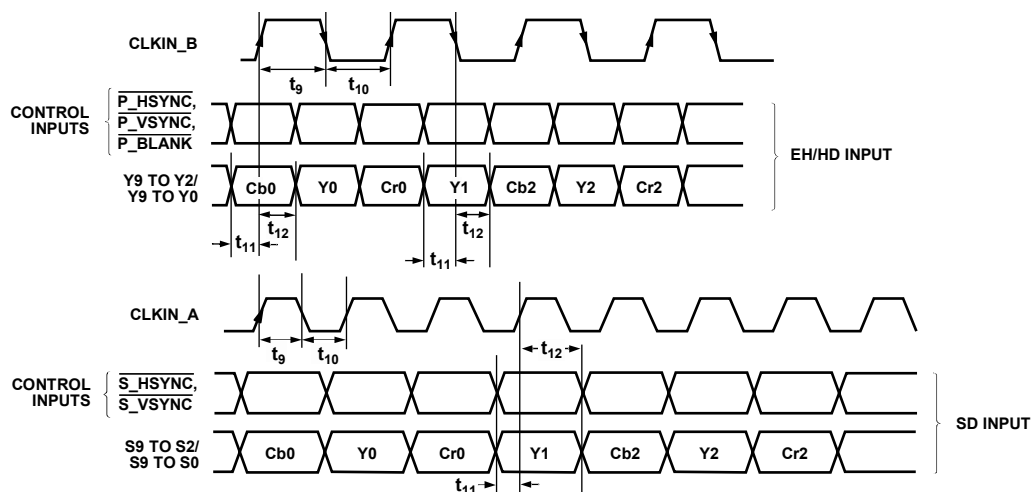 CLKIN_B
t9
t10
CONTROL
INPUTS
P_HSYNC,
P_VSYNC,
P_BLANK
EH/HD INPUT
Y9 TO Y2/
Y9 TO Y0
Cb0
Y0
Cr0
Y1
Cb2
Y2
Cr2
t12
t12
t11
t11
CLKIN_A
t9
t10
t12
CONTROL
INPUTS
S_HSYNC,
S_VSYNC
SD INPUT
S9 TO S2/
S9 TO S0
Cb0
Y0
Cr0
Y1
Cb2
Y2
Cr2
t11